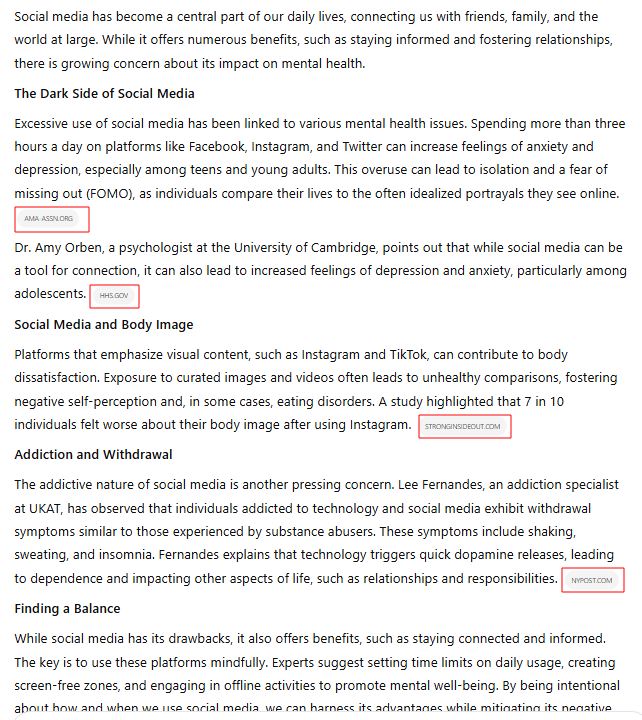 Social media has become a central part of our daily lives, connecting us with friends, family, and the
world at large. While it offers numerous benefits, such as staying informed and fostering relationships,
there is growing concern about its impact on mental health.
The Dark Side of Social Media
Excessive use of social media has been linked to various mental health issues. Spending more than three
hours a day on platforms like Facebook, Instagram, and Twitter can increase feelings of anxiety and
depression, especially among teens and young adults. This overuse can lead to isolation and a fear of
missing out (FOMO), as individuals compare their lives to the often idealized portrayals they see online.
AMA-ASSN.ORG
Dr. Amy Orben, a psychologist at the University of Cambridge, points out that while social media can be
a tool for connection, it can also lead to increased feelings of depression and anxiety, particularly among
adolescents. HHS.GOV
Social Media and Body Image
Platforms that emphasize visual content, such as Instagram and TikTok, can contribute to body
dissatisfaction. Exposure to curated images and videos often leads to unhealthy comparisons, fostering
negative self-perception and, in some cases, eating disorders. A study highlighted that 7 in 10
individuals felt worse about their body image after using Instagram. STRONGINSIDEOUT.COM
Addiction and Withdrawal
The addictive nature of social media is another pressing concern. Lee Fernandes, an addiction specialist
at UKAT, has observed that individuals addicted to technology and social media exhibit withdrawal
symptoms similar to those experienced by substance abusers. These symptoms include shaking,
sweating, and insomnia. Fernandes explains that technology triggers quick dopamine releases, leading
to dependence and impacting other aspects of life, such as relationships and responsibilities. NYPOST.COM
Finding a Balance
While social media has its drawbacks, it also offers benefits, such as staying connected and informed.
The key is to use these platforms mindfully. Experts suggest setting time limits on daily usage, creating
screen-free zones, and engaging in offline activities to promote mental well-being. By being intentional
about how and when we use social media, we can harness its advantages while mitigating its negative